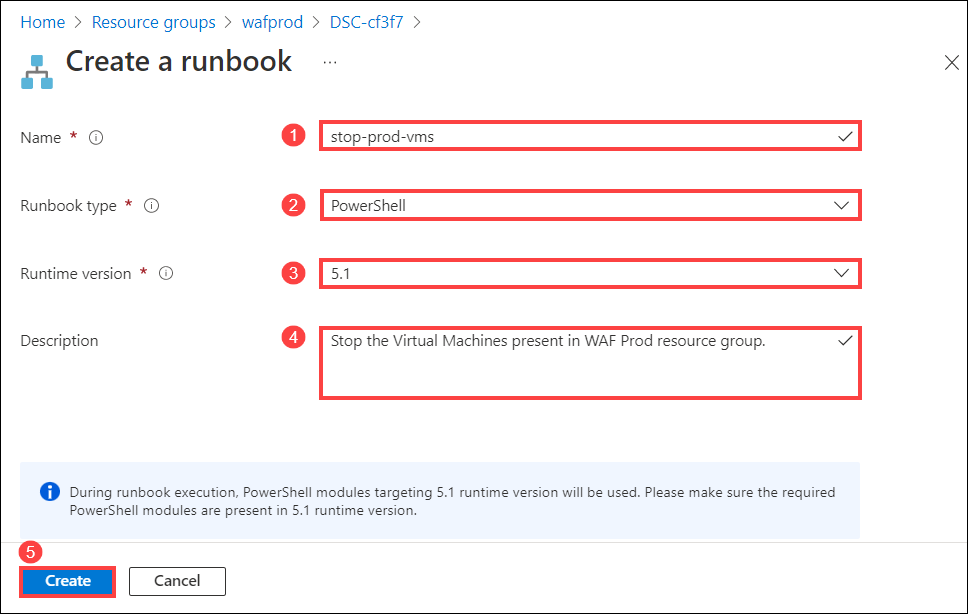 Home > Resource groups > wafprod > DSC-cf3f7 >
Create a runbook ...
Name * 1 stop-prod-vms
Runbook type * 2 PowerShell
Runtime version * 3 5.1
Description 4 Stop the Virtual Machines present in WAF Prod resource group.
During runbook execution, PowerShell modules targeting 5.1 runtime version will be used. Please make sure the required
PowerShell modules are present in 5.1 runtime version.
5
Create Cancel